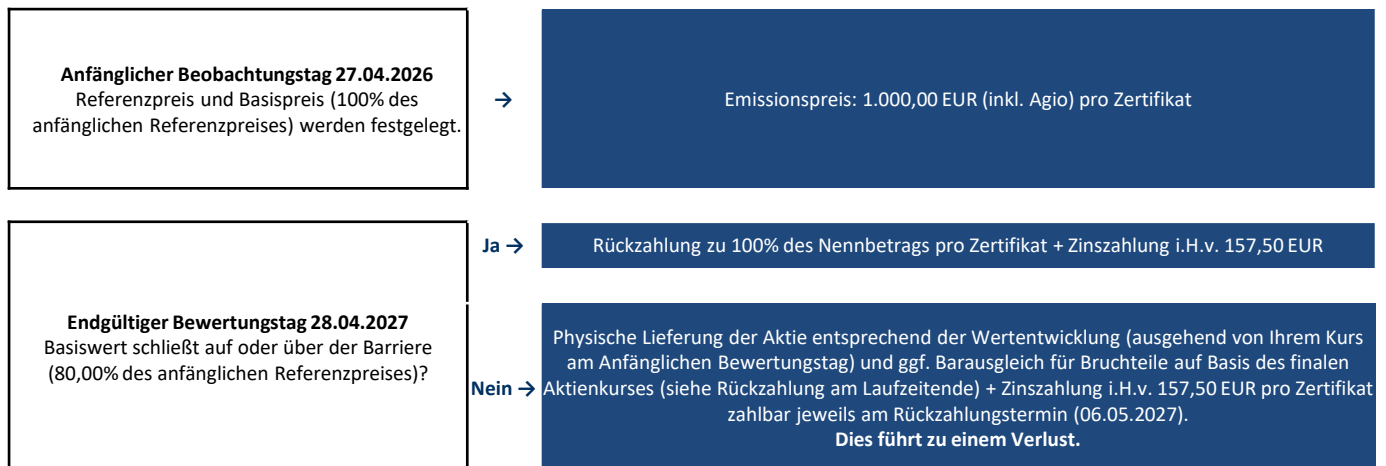 Anfänglicher Beobachtungstag 27.04.2026
Referenzpreis und Basispreis (100% des
anfänglichen Referenzpreises) werden festgelegt.
→
Emissionspreis: 1.000,00 EUR (inkl. Agio) pro Zertifikat
Endgültiger Bewertungstag 28.04.2027
Basiswert schließt auf oder über der Barriere
(80,00% des anfänglichen Referenzpreises)?
Ja →
Rückzahlung zu 100% des Nennbetrags pro Zertifikat + Zinszahlung i.H.v. 157,50 EUR
Nein →
Physische Lieferung der Aktie entsprechend der Wertentwicklung (ausgehend von Ihrem Kurs
am Anfänglichen Bewertungstag) und ggf. Barausgleich für Bruchteile auf Basis des finalen
Aktienkurses (siehe Rückzahlung am Laufzeitende) + Zinszahlung i.H.v. 157,50 EUR pro Zertifikat
zahlbar jeweils am Rückzahlungstermin (06.05.2027).
Dies führt zu einem Verlust.